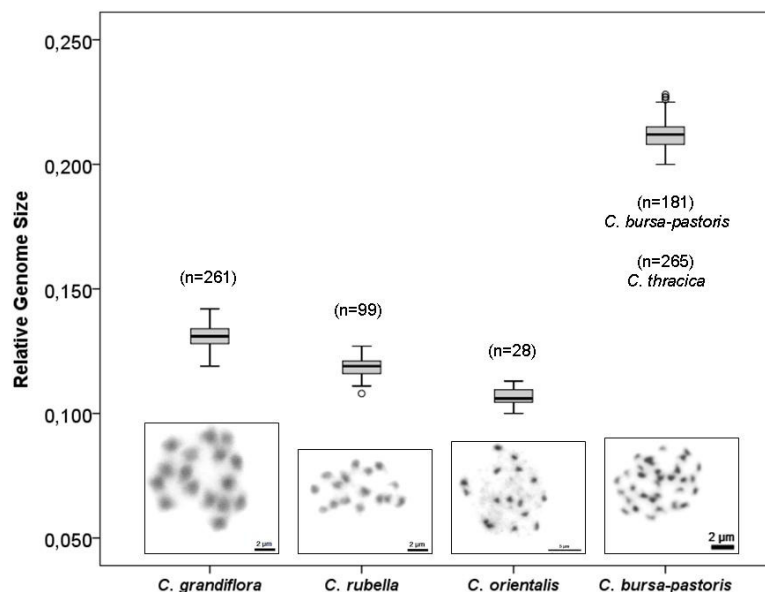 0,250
0,200
0,150
0,100
0,050
Relative Genome Size
(n=261)
(n=99)
(n=28)
(n=181)
C. bursa-pastoris
(n=265)
C. thracica
2 µm
2 µm
2 µm
C. grandiflora
C. rubella
C. orientalis
C. bursa-pastoris